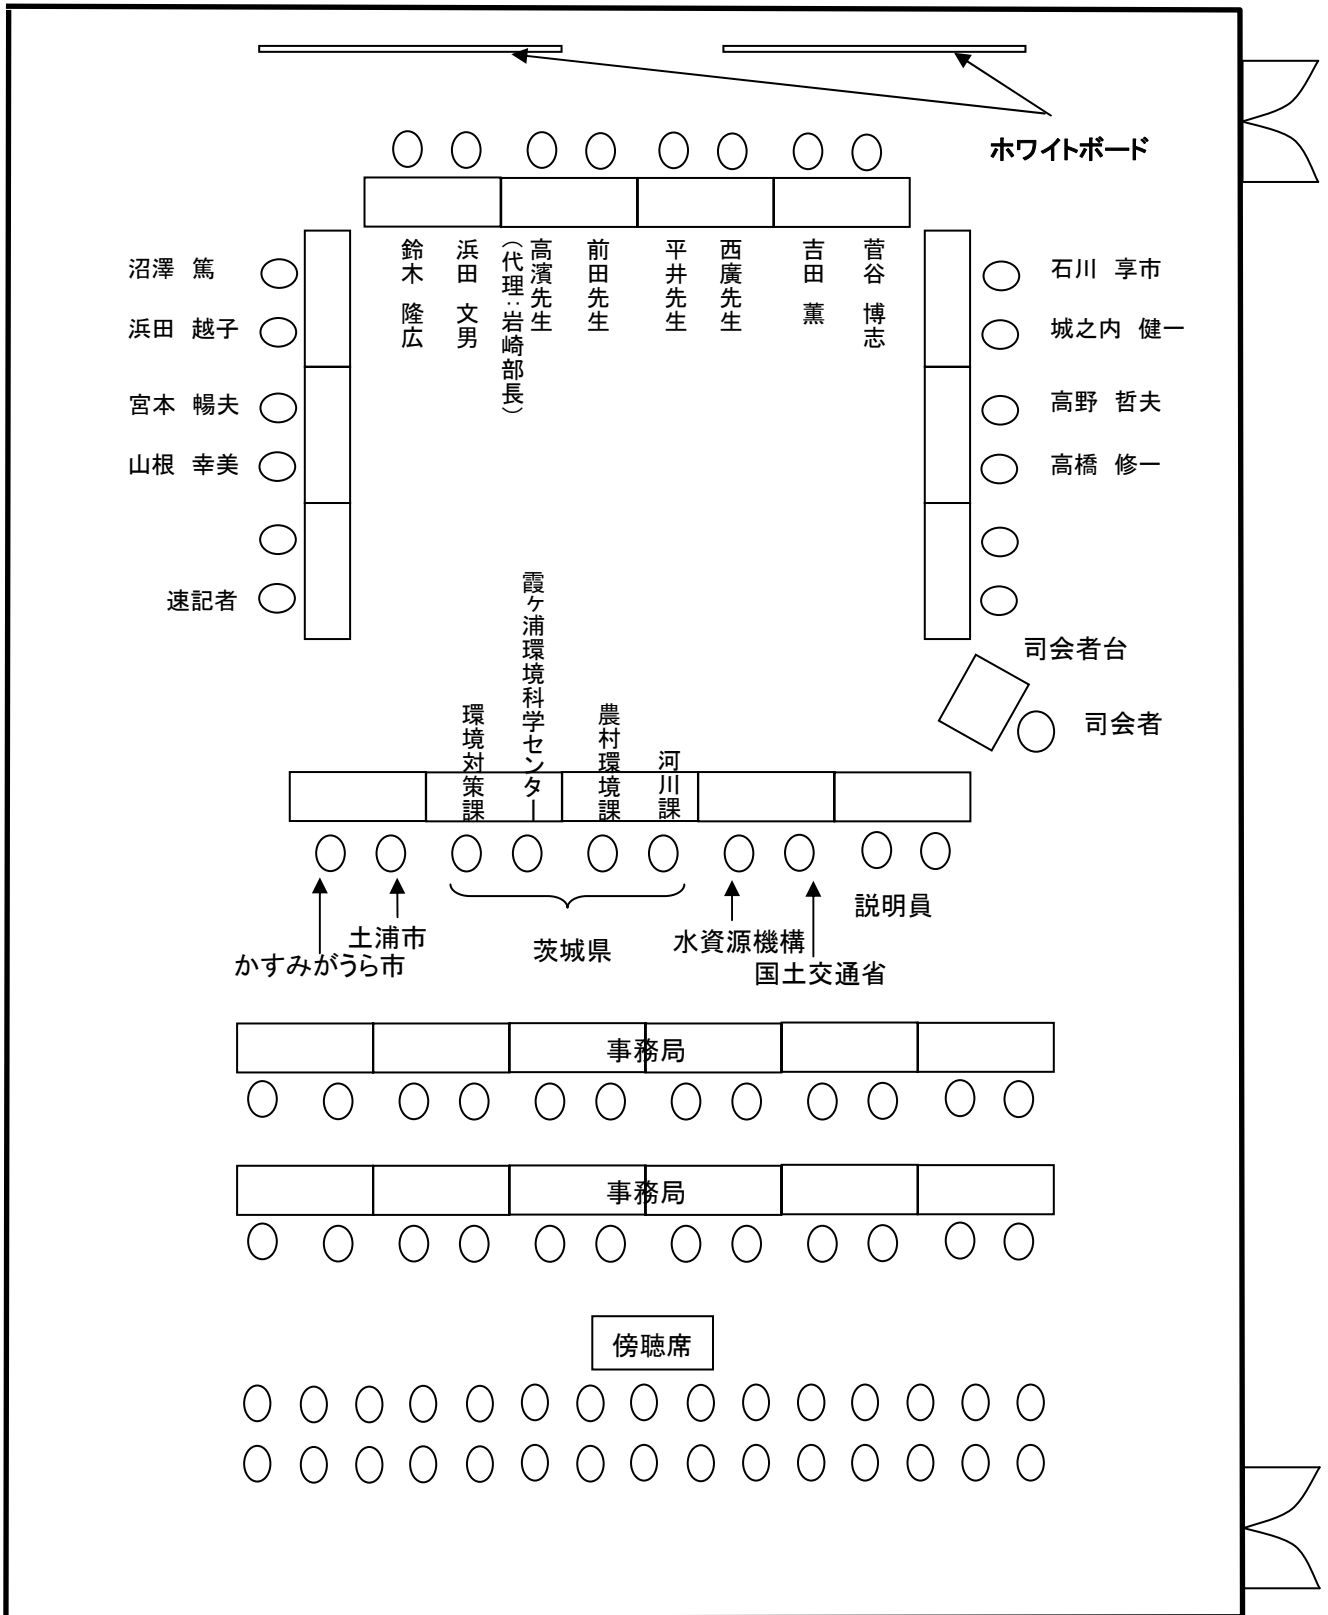 ホワイトボード
鈴木 隆広
浜田 文男
高濱先生
（代理：岩崎部長）
前田先生
平井先生
西廣先生
吉田 薫
菅谷 博志
沼澤 篤
浜田 越子
宮本 暢夫
山根 幸美
速記者
石川 享市
城之内 健一
高野 哲夫
高橋 修一
司会者台
司会者
環境対策課
霞ヶ浦環境科学センター
農村環境課
河川課
かすみがうら市
土浦市
茨城県
水資源機構
国土交通省
説明員
事務局
事務局
傍聴席